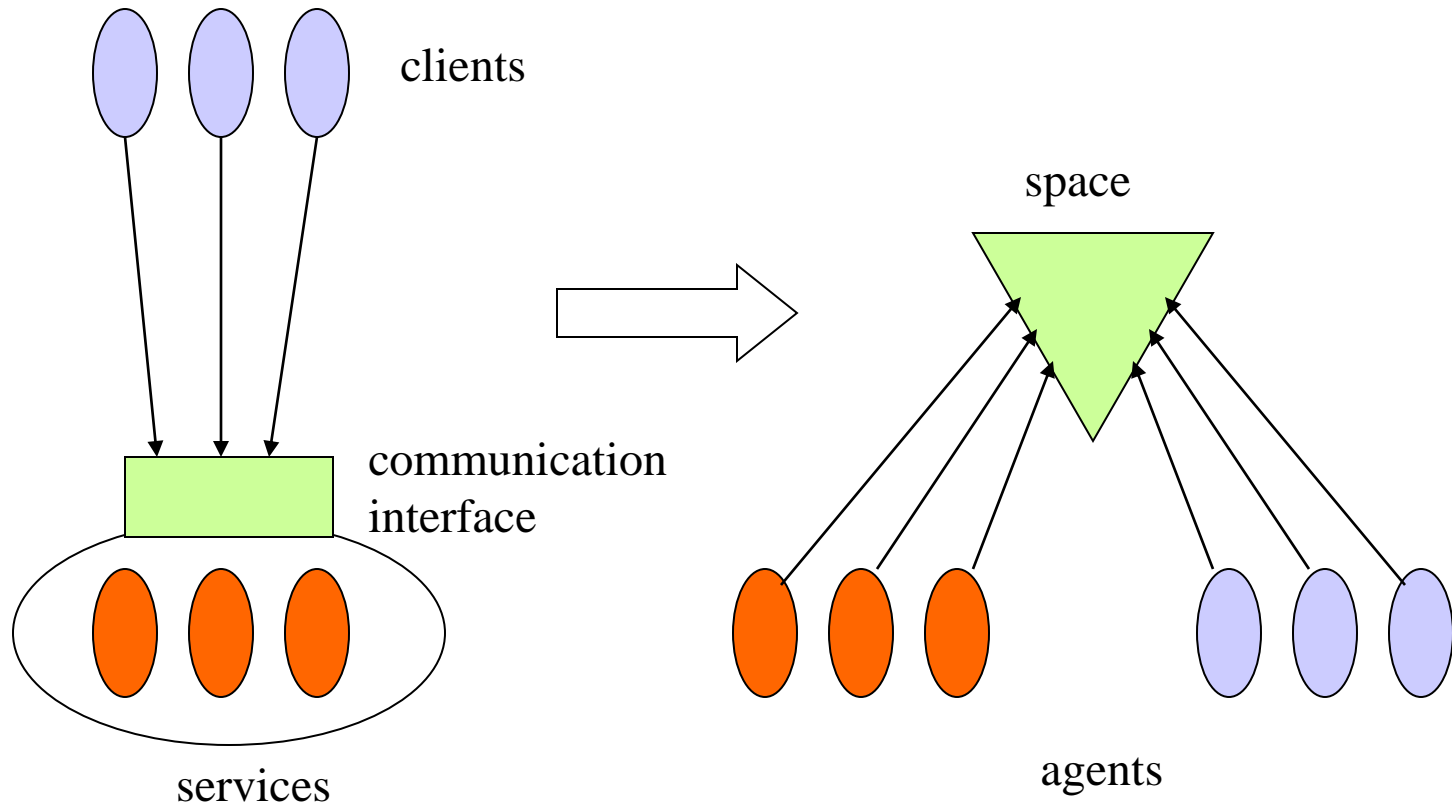 clients
communication
interface
services
space
agents